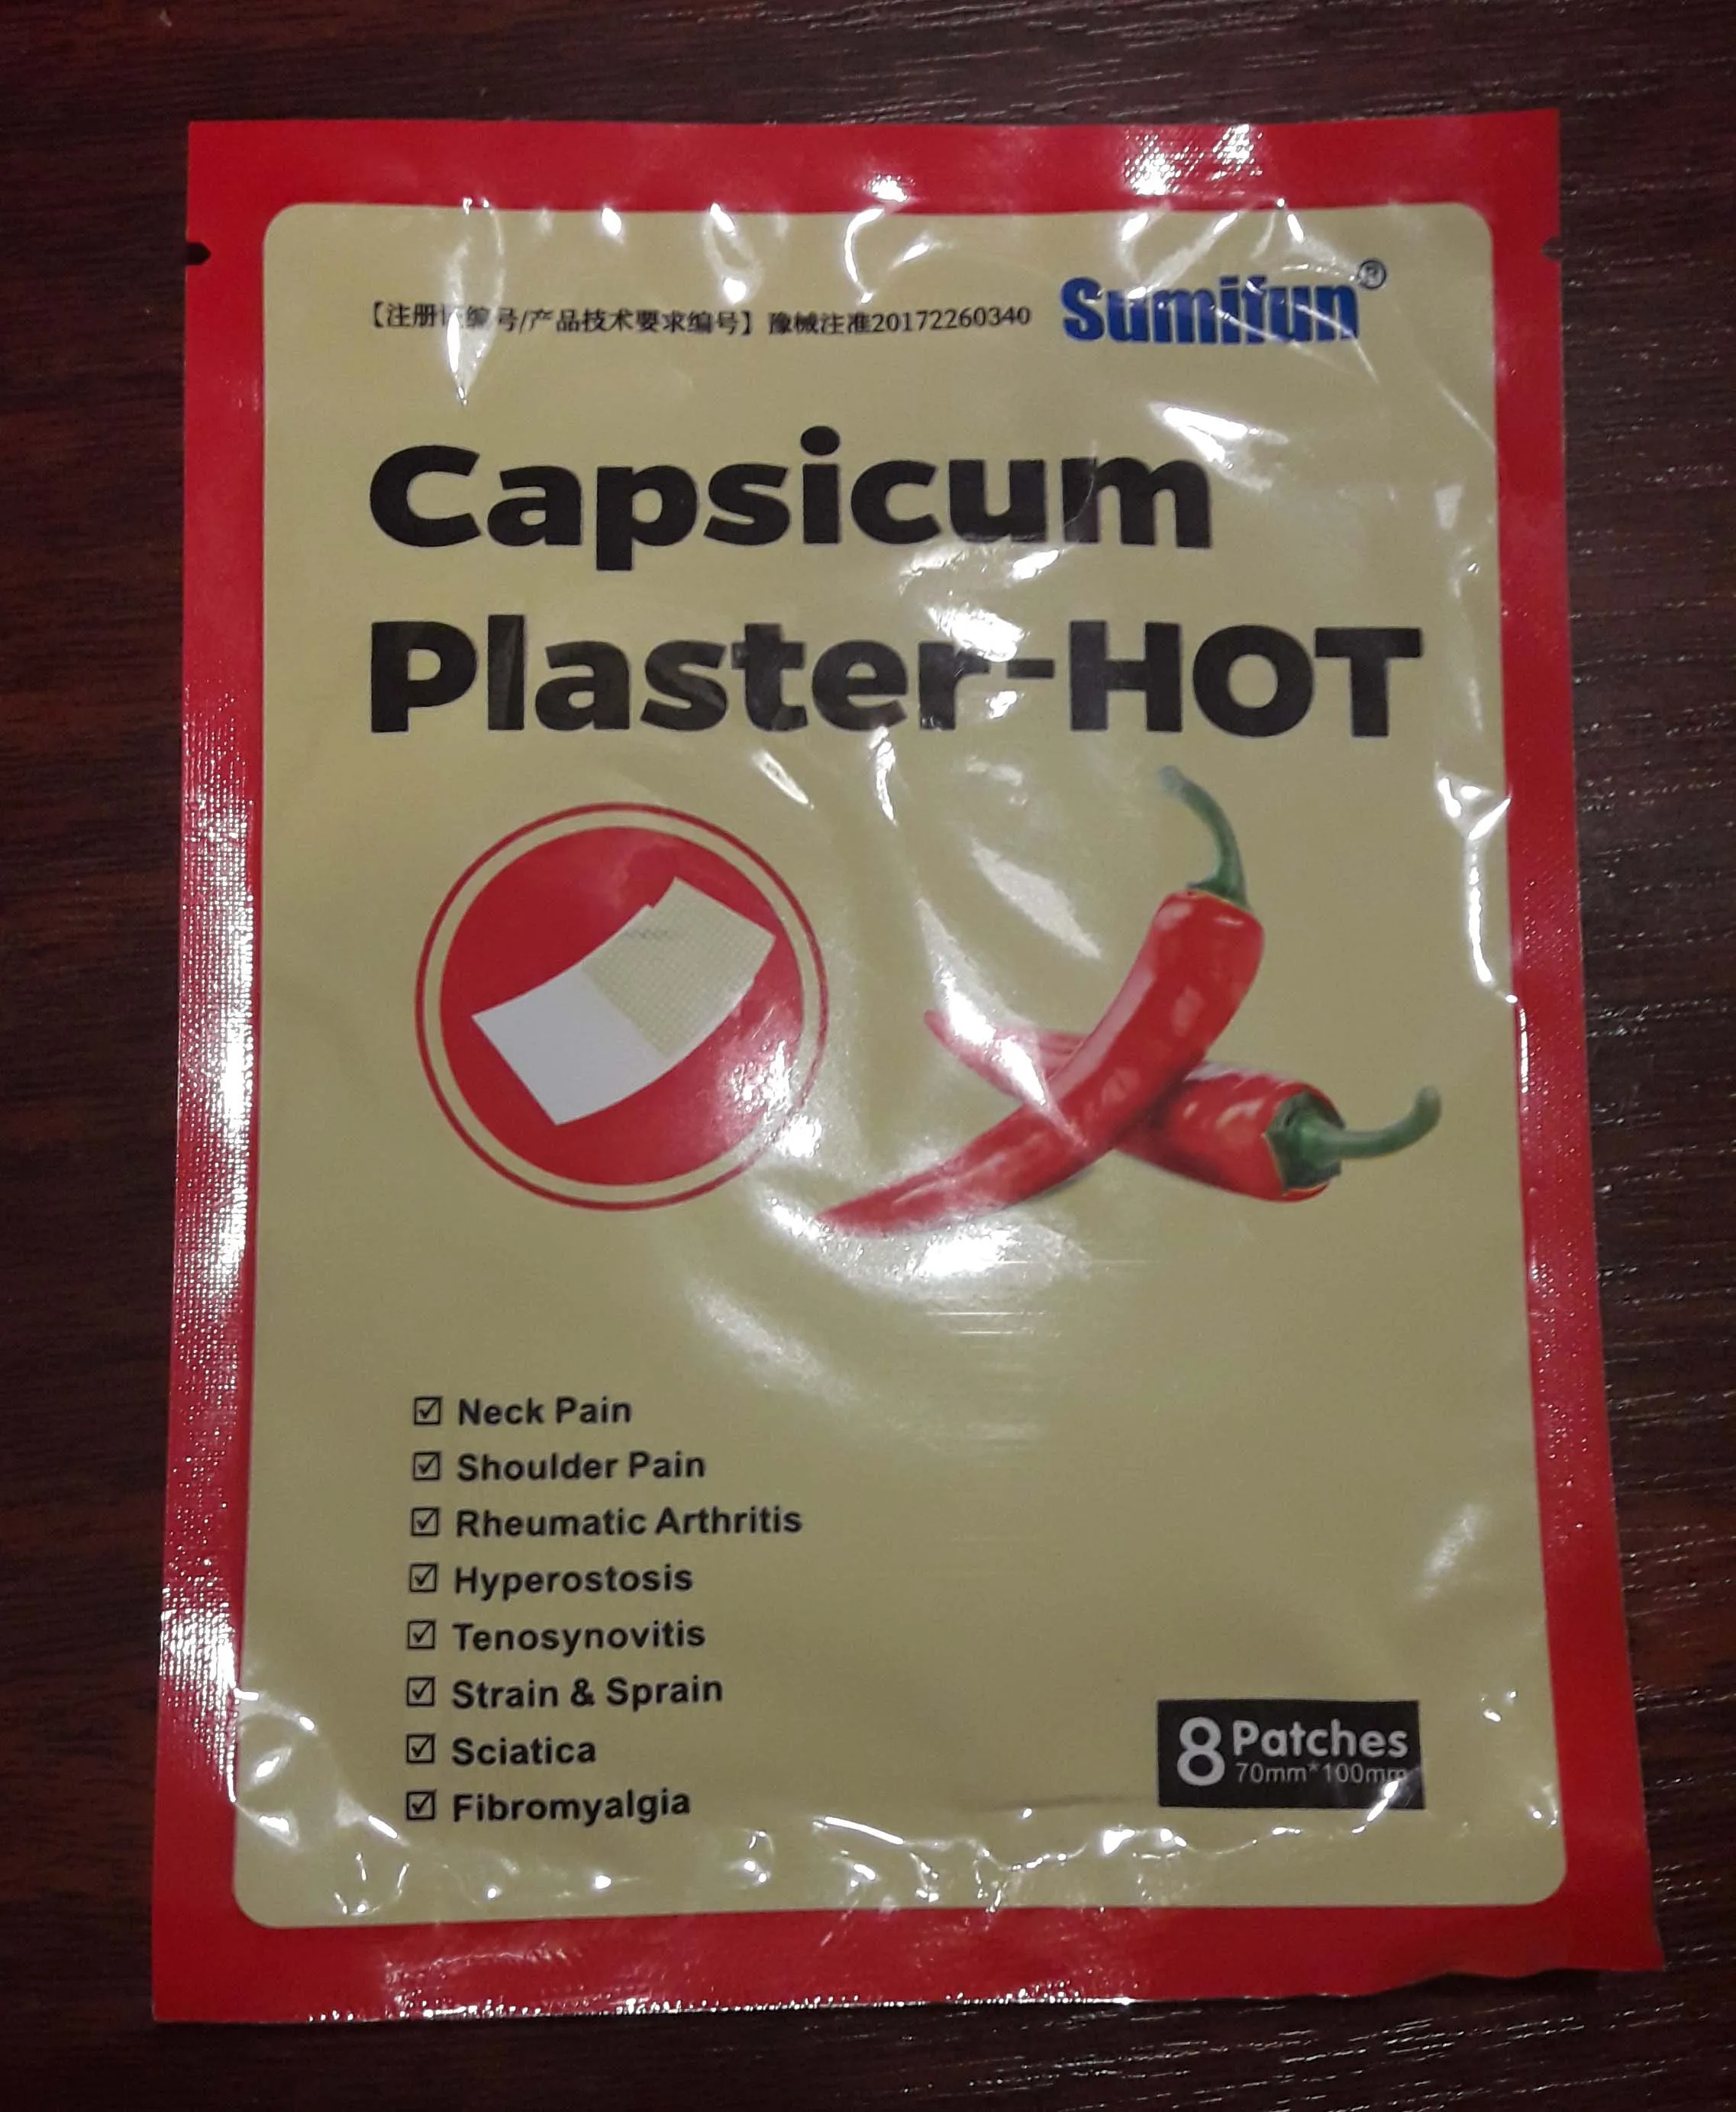 【注册证编号/产品技术要求编号】豫械注准20172260340
Sumifun®
Capsicum
Plaster-HOT
☑ Neck Pain
☑ Shoulder Pain
☑ Rheumatic Arthritis
☑ Hyperostosis
☑ Tenosynovitis
☑ Strain & Sprain
☑ Sciatica
☑ Fibromyalgia
8 Patches
70mm*100mm